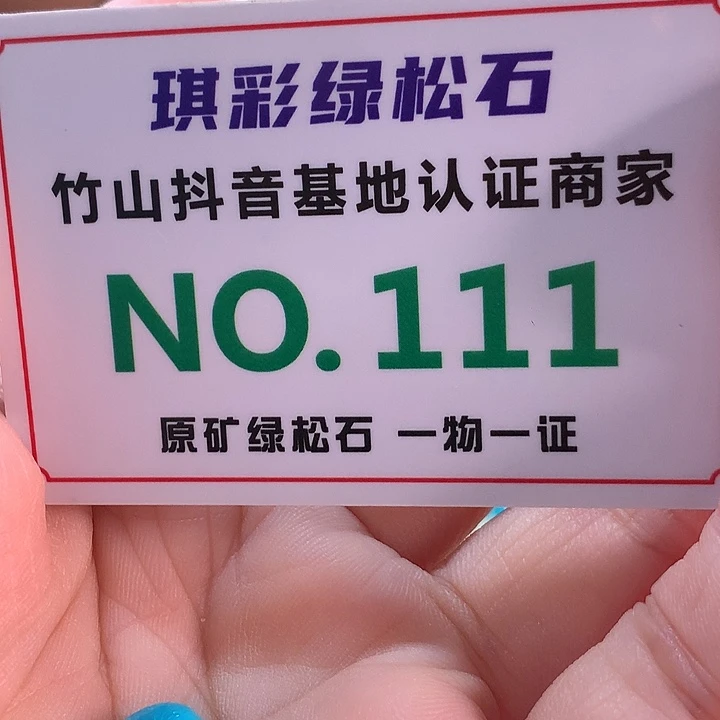 琪彩绿松石
竹山抖音基地认证商家
NO.111
原矿绿松石 一物一证